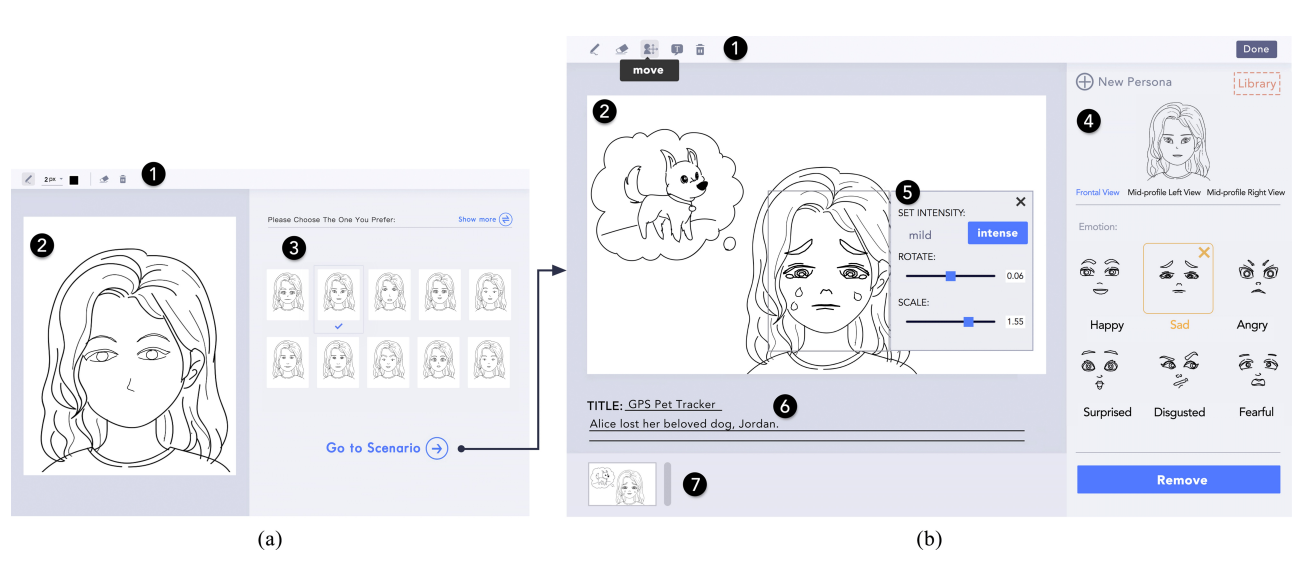 1
2 px
2
Please Choose The One You Prefer:
Show more
3
Go to Scenario
(a)
1
Done
move
2
New Persona
Library
4
Frontal View Mid-profile Left View Mid-profile Right View
5
SET INTENSITY:
mild intense
ROTATE:
0.06
SCALE:
1.55
Emotion:
Happy Sad Angry
Surprised Disgusted Fearful
TITLE: GPS Pet Tracker
6
Alice lost her beloved dog, Jordan.
7
Remove
(b)